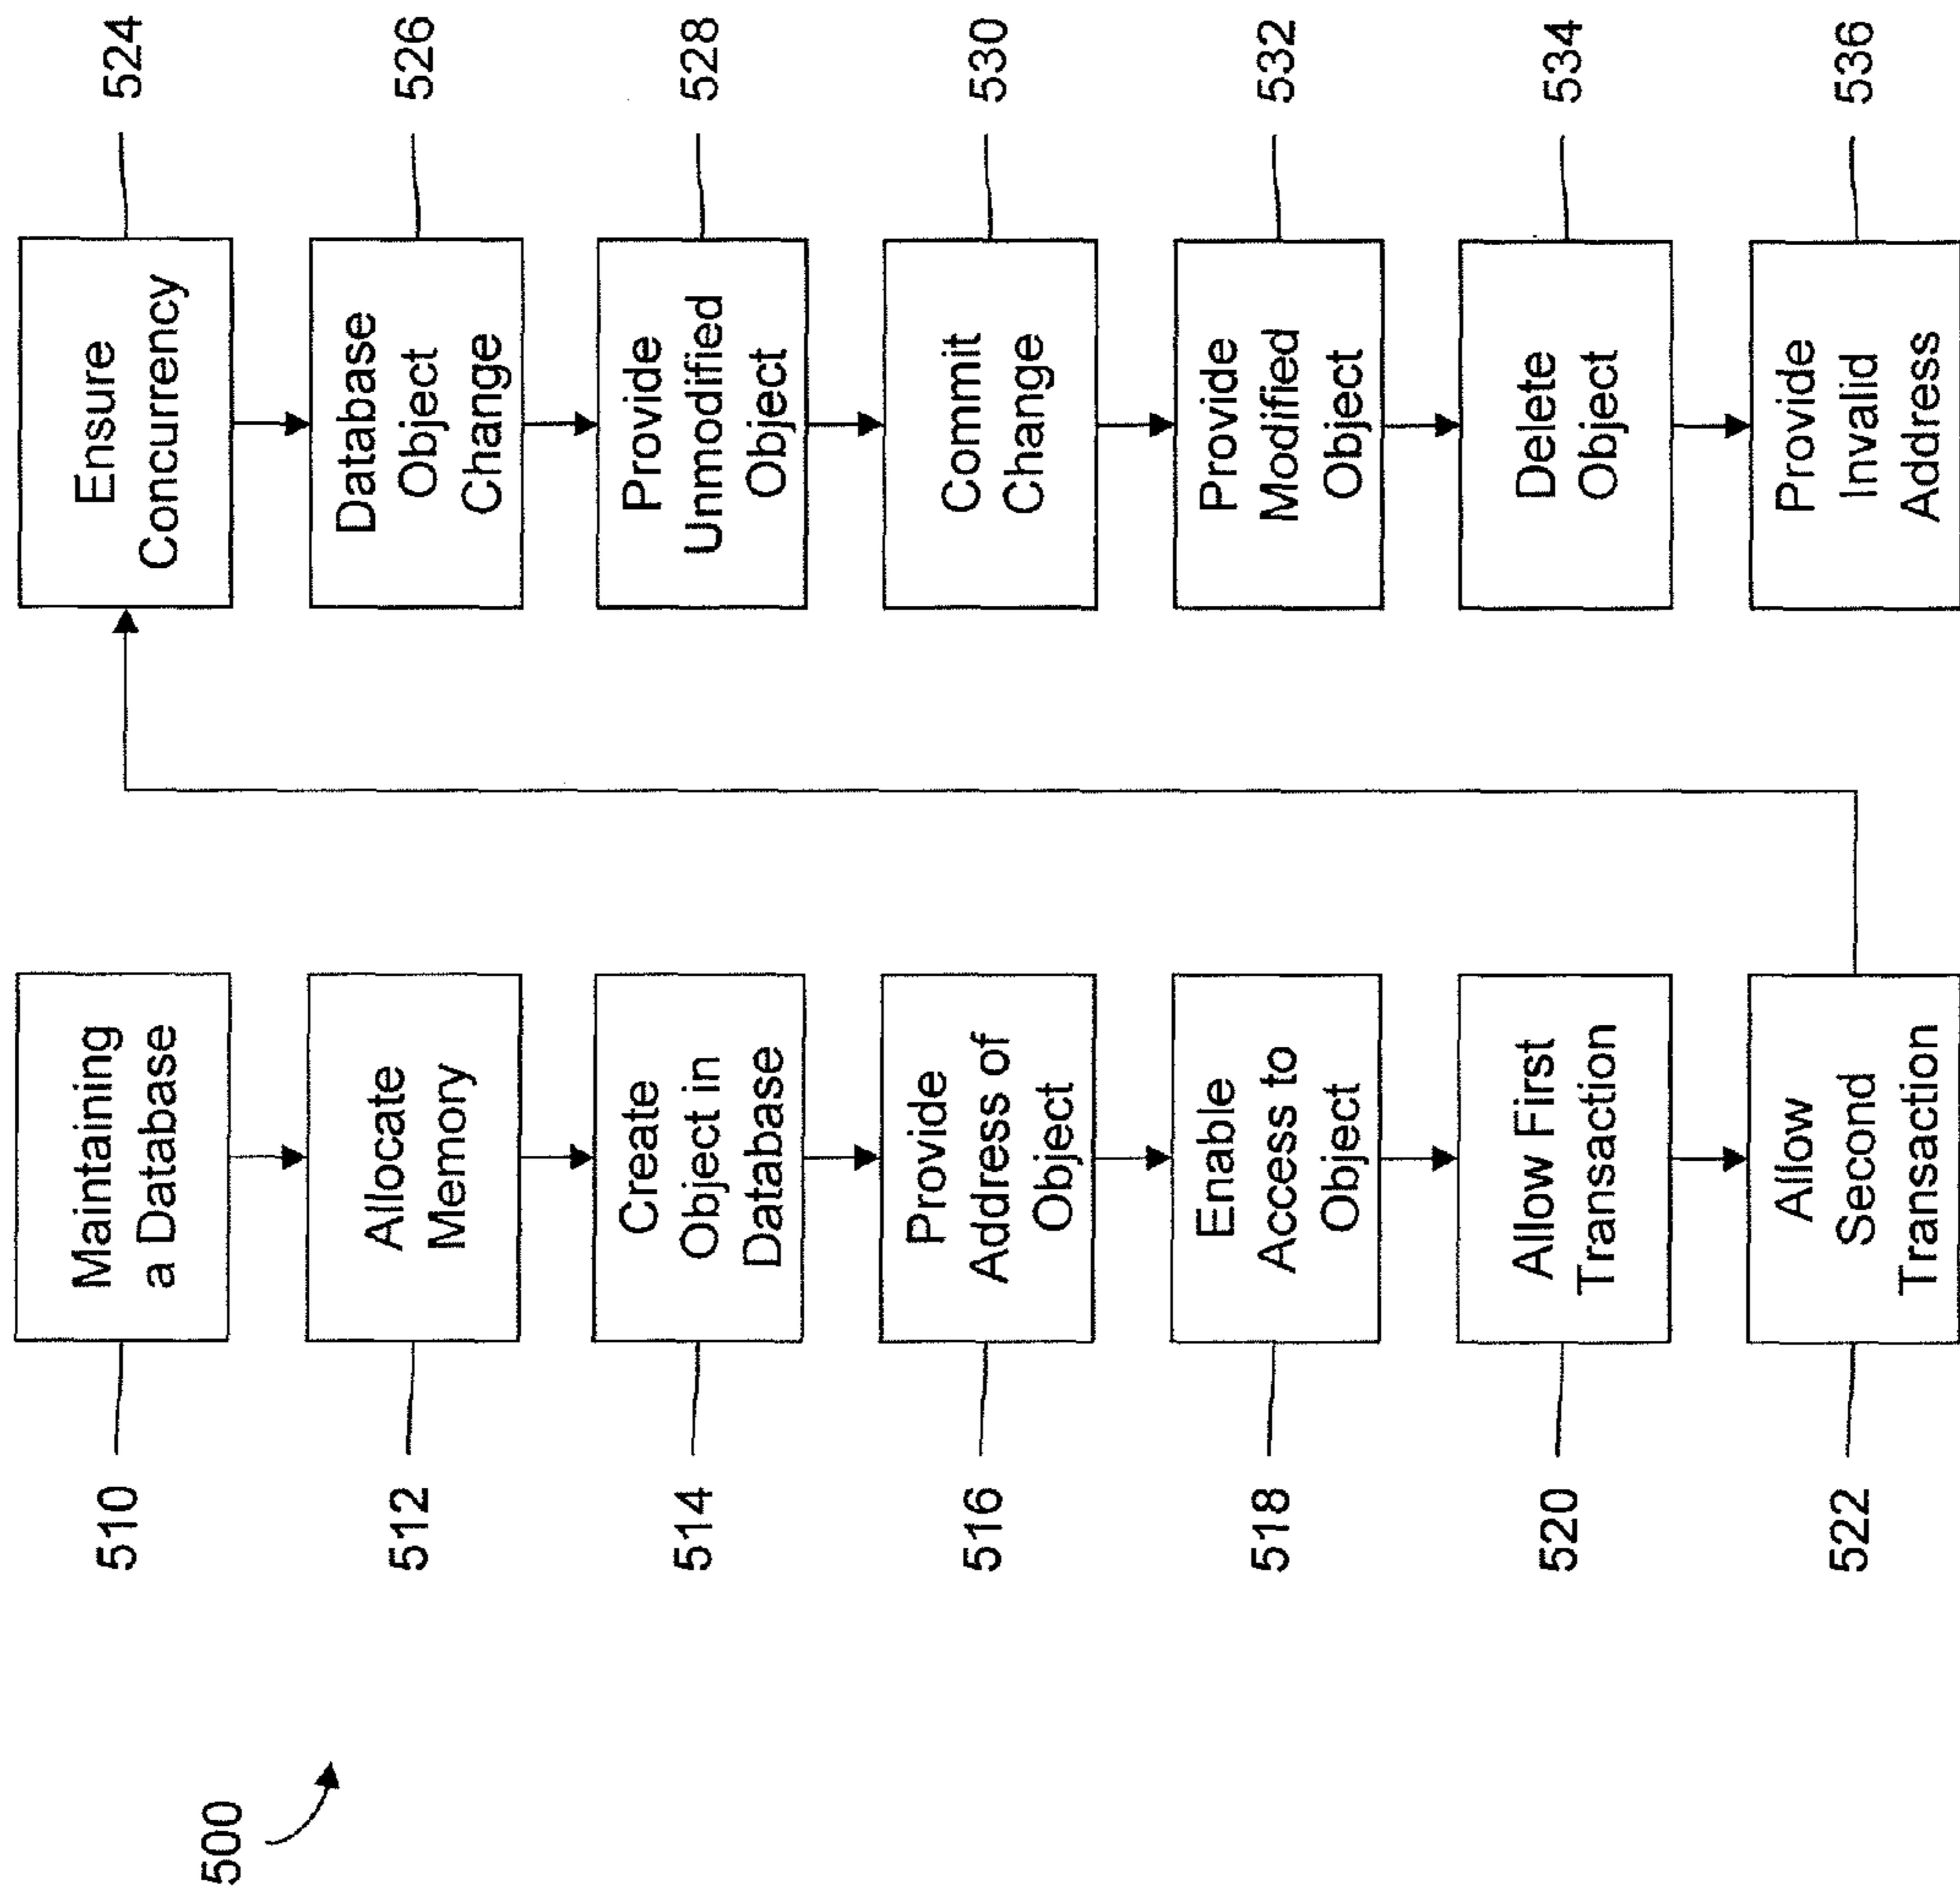 500
510
Maintaining
a Database
512
Allocate
Memory
514
Create
Object in
Database
516
Provide
Address of
Object
518
Enable
Access to
Object
520
Allow First
Transaction
522
Allow
Second
Transaction
524
Ensure
Concurrency
526
Database
Object
Change
528
Provide
Unmodified
Object
530
Commit
Change
532
Provide
Modified
Object
534
Delete
Object
536
Provide
Invalid
Address